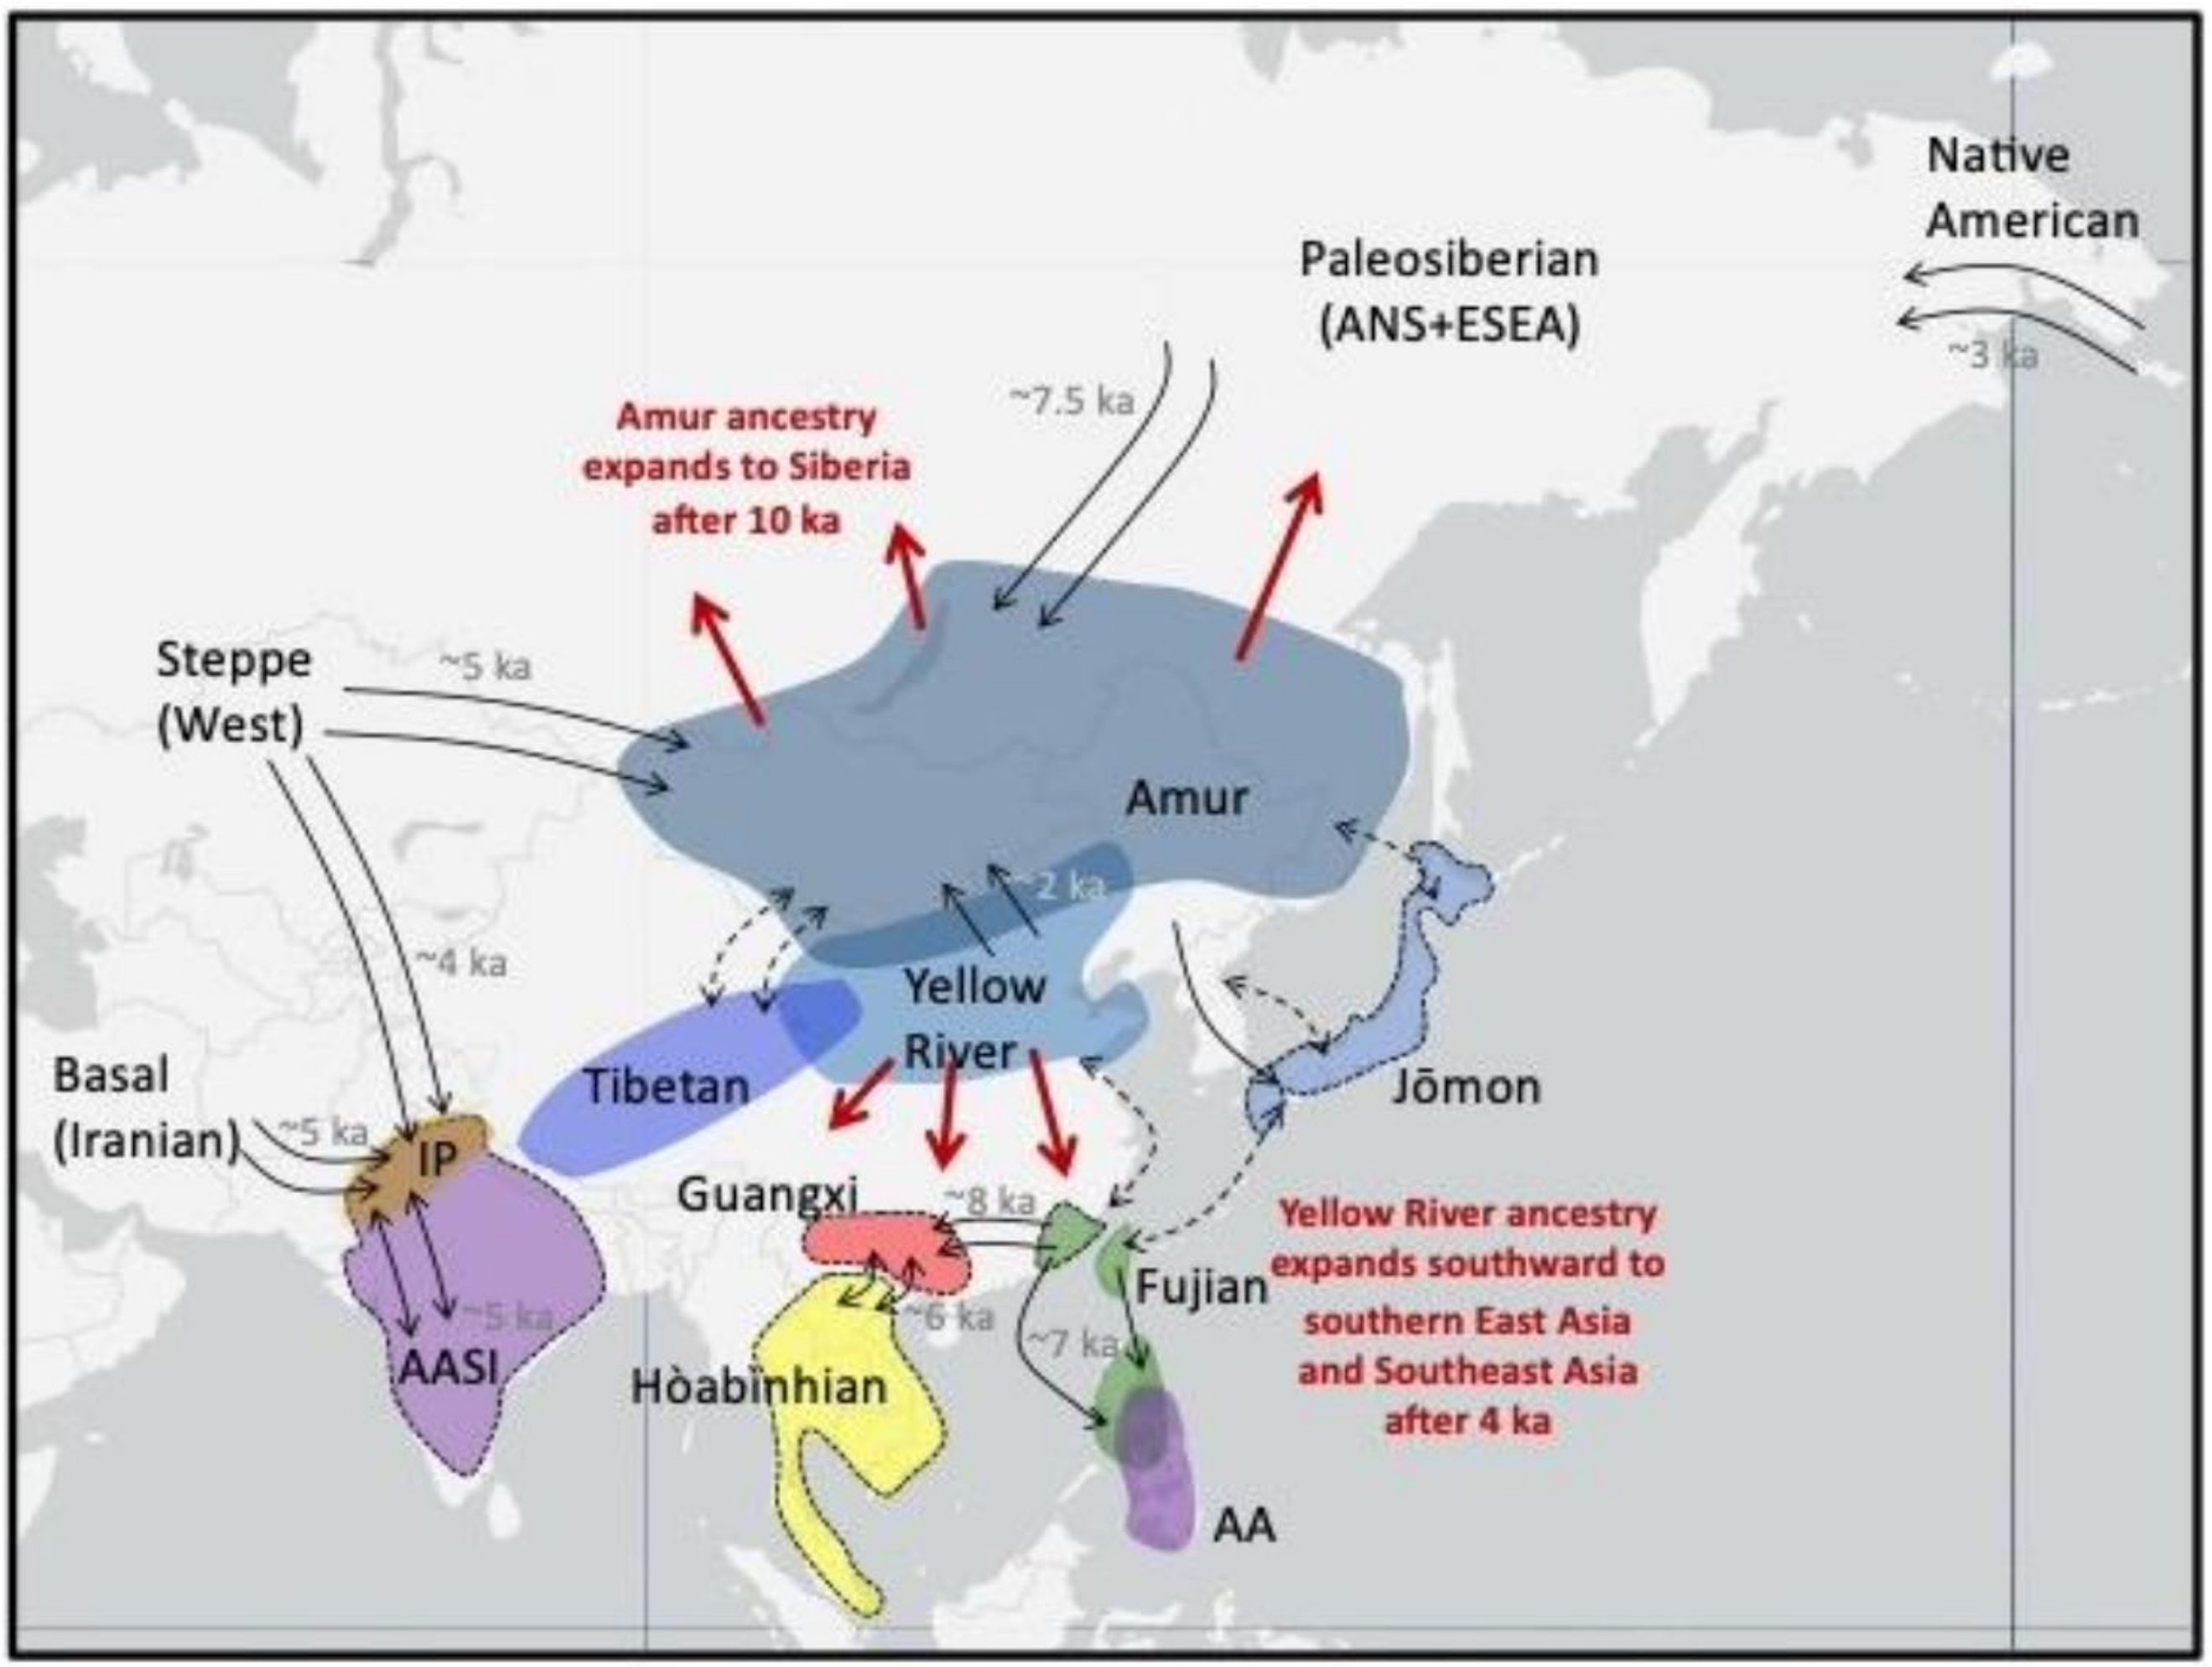 Native
American
~3 ka
Paleosiberian
(ANS+ESEA)
~7.5 ka
Amur ancestry
expands to Siberia
after 10 ka
Steppe
(West)
~5 ka
Amur
~2 ka
~4 ka
Yellow
River
Tibetan
Jōmon
Basal
(Iranian)
~5 ka
IP
Guangxi
~8 ka
Yellow River ancestry
expands southward to
southern East Asia
and Southeast Asia
after 4 ka
Fujian
~5 ka
~6 ka
~7 ka
AASI
Hòabìnhian
AA